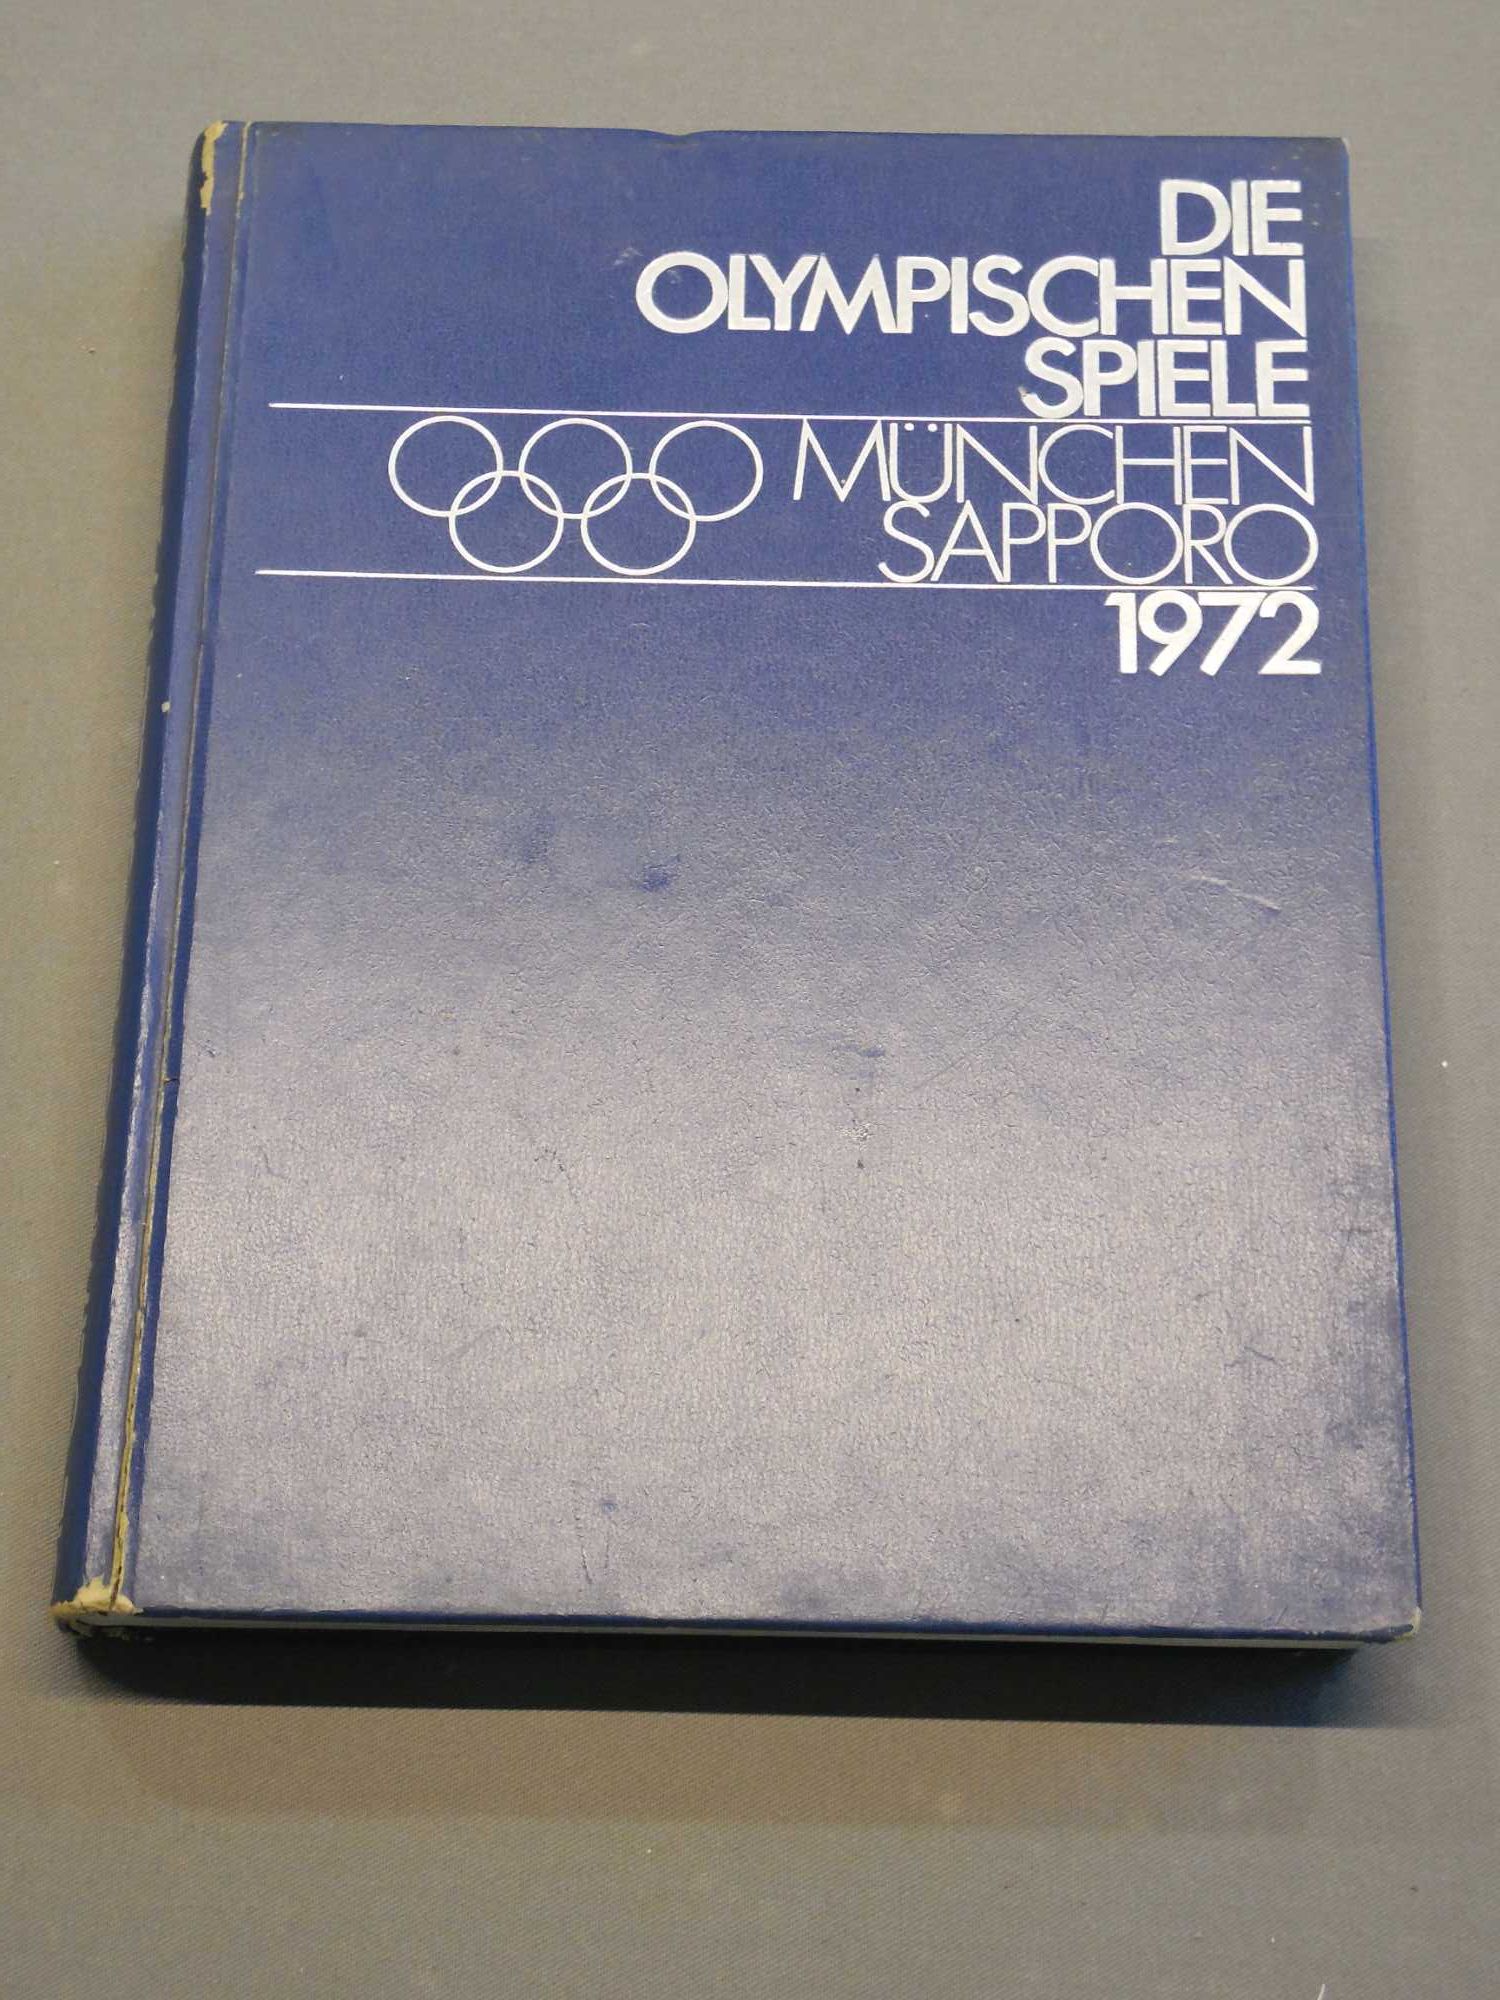 DIE
OLYMPISCHEN
SPIELE
MÜNCHEN
SAPPORO
1972